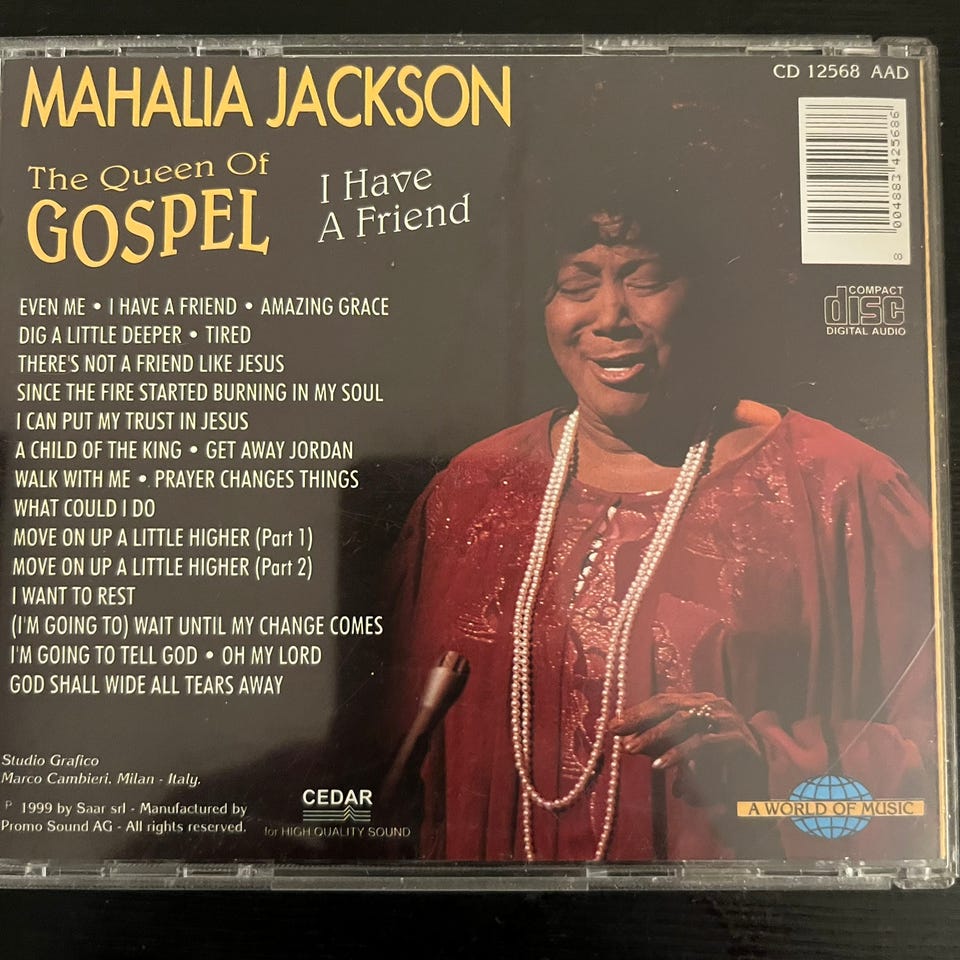 MAHALIA JACKSON
CD 12568 AAD
The Queen Of
GOSPEL
I Have
A Friend
8 004883 425686
COMPACT
disc
DIGITAL AUDIO
EVEN ME • I HAVE A FRIEND • AMAZING GRACE
DIG A LITTLE DEEPER • TIRED
THERE'S NOT A FRIEND LIKE JESUS
SINCE THE FIRE STARTED BURNING IN MY SOUL
I CAN PUT MY TRUST IN JESUS
A CHILD OF THE KING • GET AWAY JORDAN
WALK WITH ME • PRAYER CHANGES THINGS
WHAT COULD I DO
MOVE ON UP A LITTLE HIGHER (Part 1)
MOVE ON UP A LITTLE HIGHER (Part 2)
I WANT TO REST
(I'M GOING TO) WAIT UNTIL MY CHANGE COMES
I'M GOING TO TELL GOD • OH MY LORD
GOD SHALL WIDE ALL TEARS AWAY
Studio Grafico
Marco Cambieri. Milan - Italy.
℗ 1999 by Saar srl - Manufactured by
Promo Sound AG - All rights reserved.
CEDAR
for HIGH QUALITY SOUND
A WORLD OF MUSIC